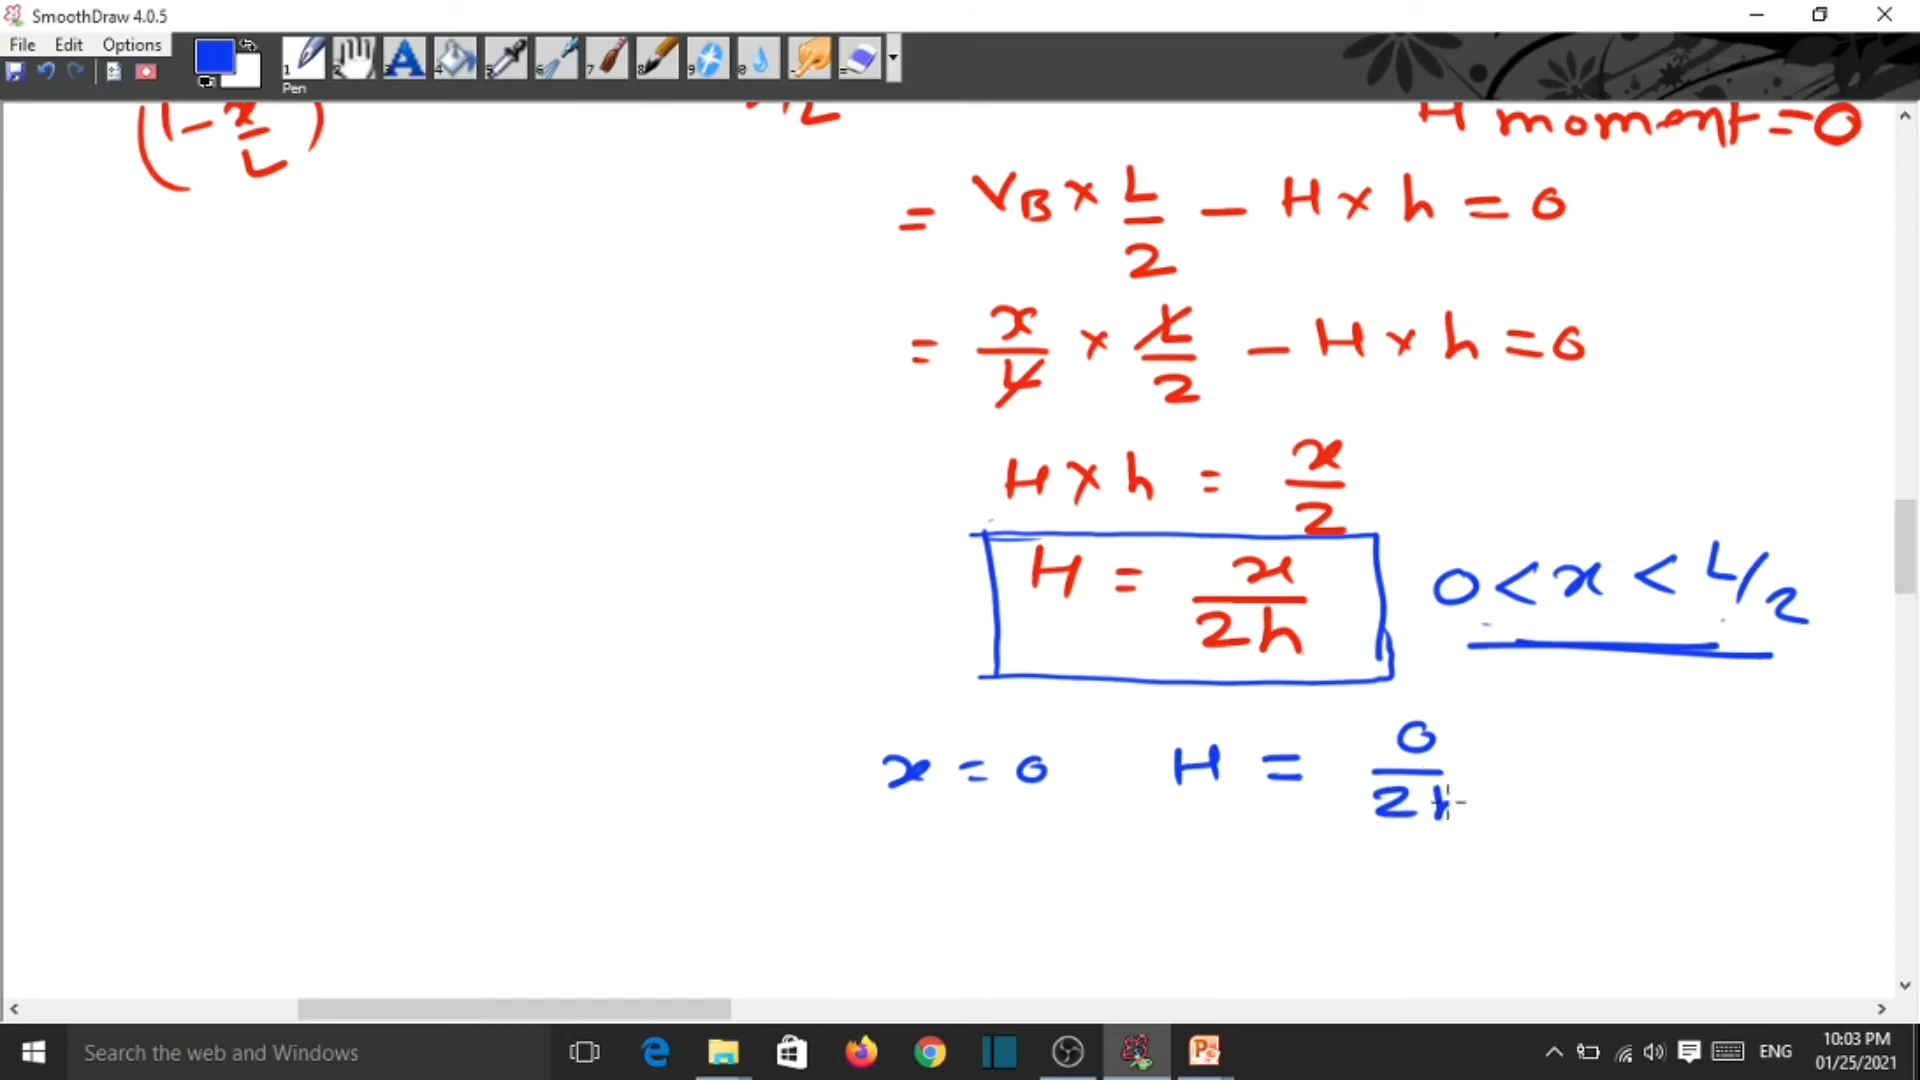 SmoothDraw 4.0.5
File Edit Options
Pen
(1 - x/L)
H moment = 0
= VB × L/2 - H × h = 0
= x/L × L/2 - H × h = 0
H × h = x/2
H = x/2h 0 < x < L/2
x = 0 H = 0/2h
Search the web and Windows
ENG
10:03 PM
01/25/2021